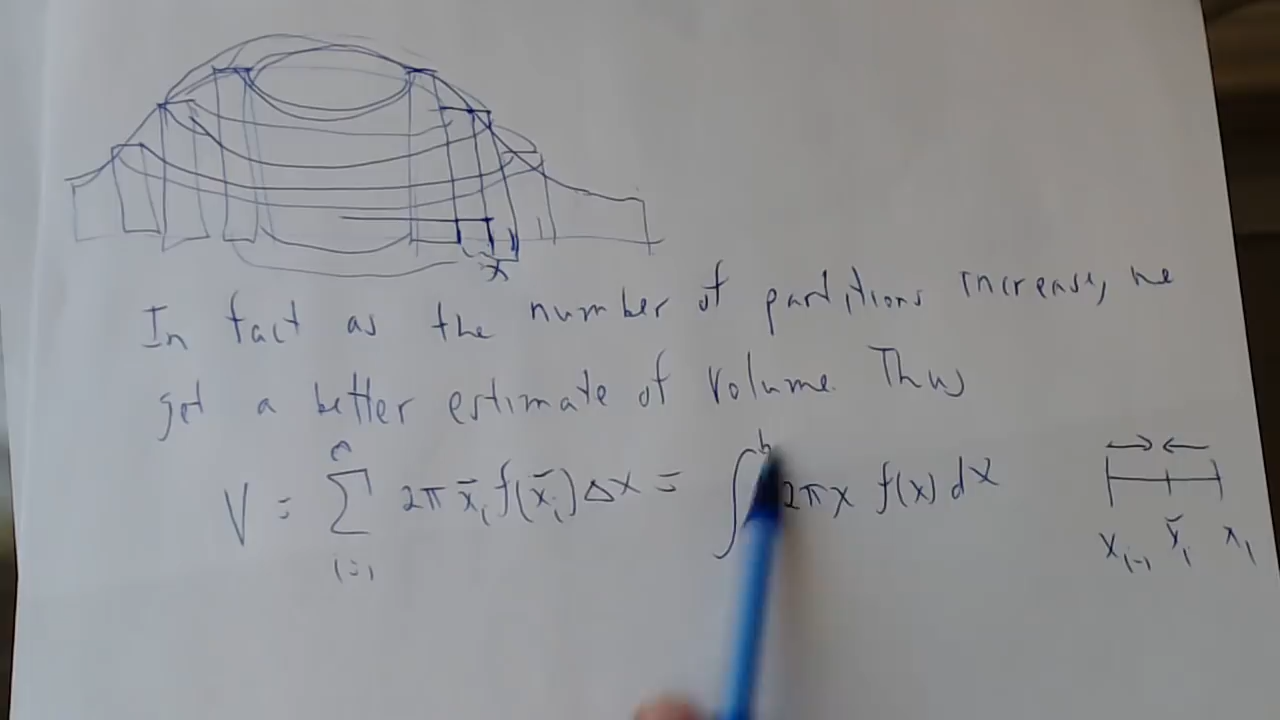 x
In fact as the number of partitions increase, we
get a better estimate of volume. Thus
V = ∑ᵢ₌₁ⁿ 2π x̄ᵢ f(x̄ᵢ) Δx = ∫ᵇ 2πx f(x) dx
xᵢ₋₁ x̄ᵢ xᵢ